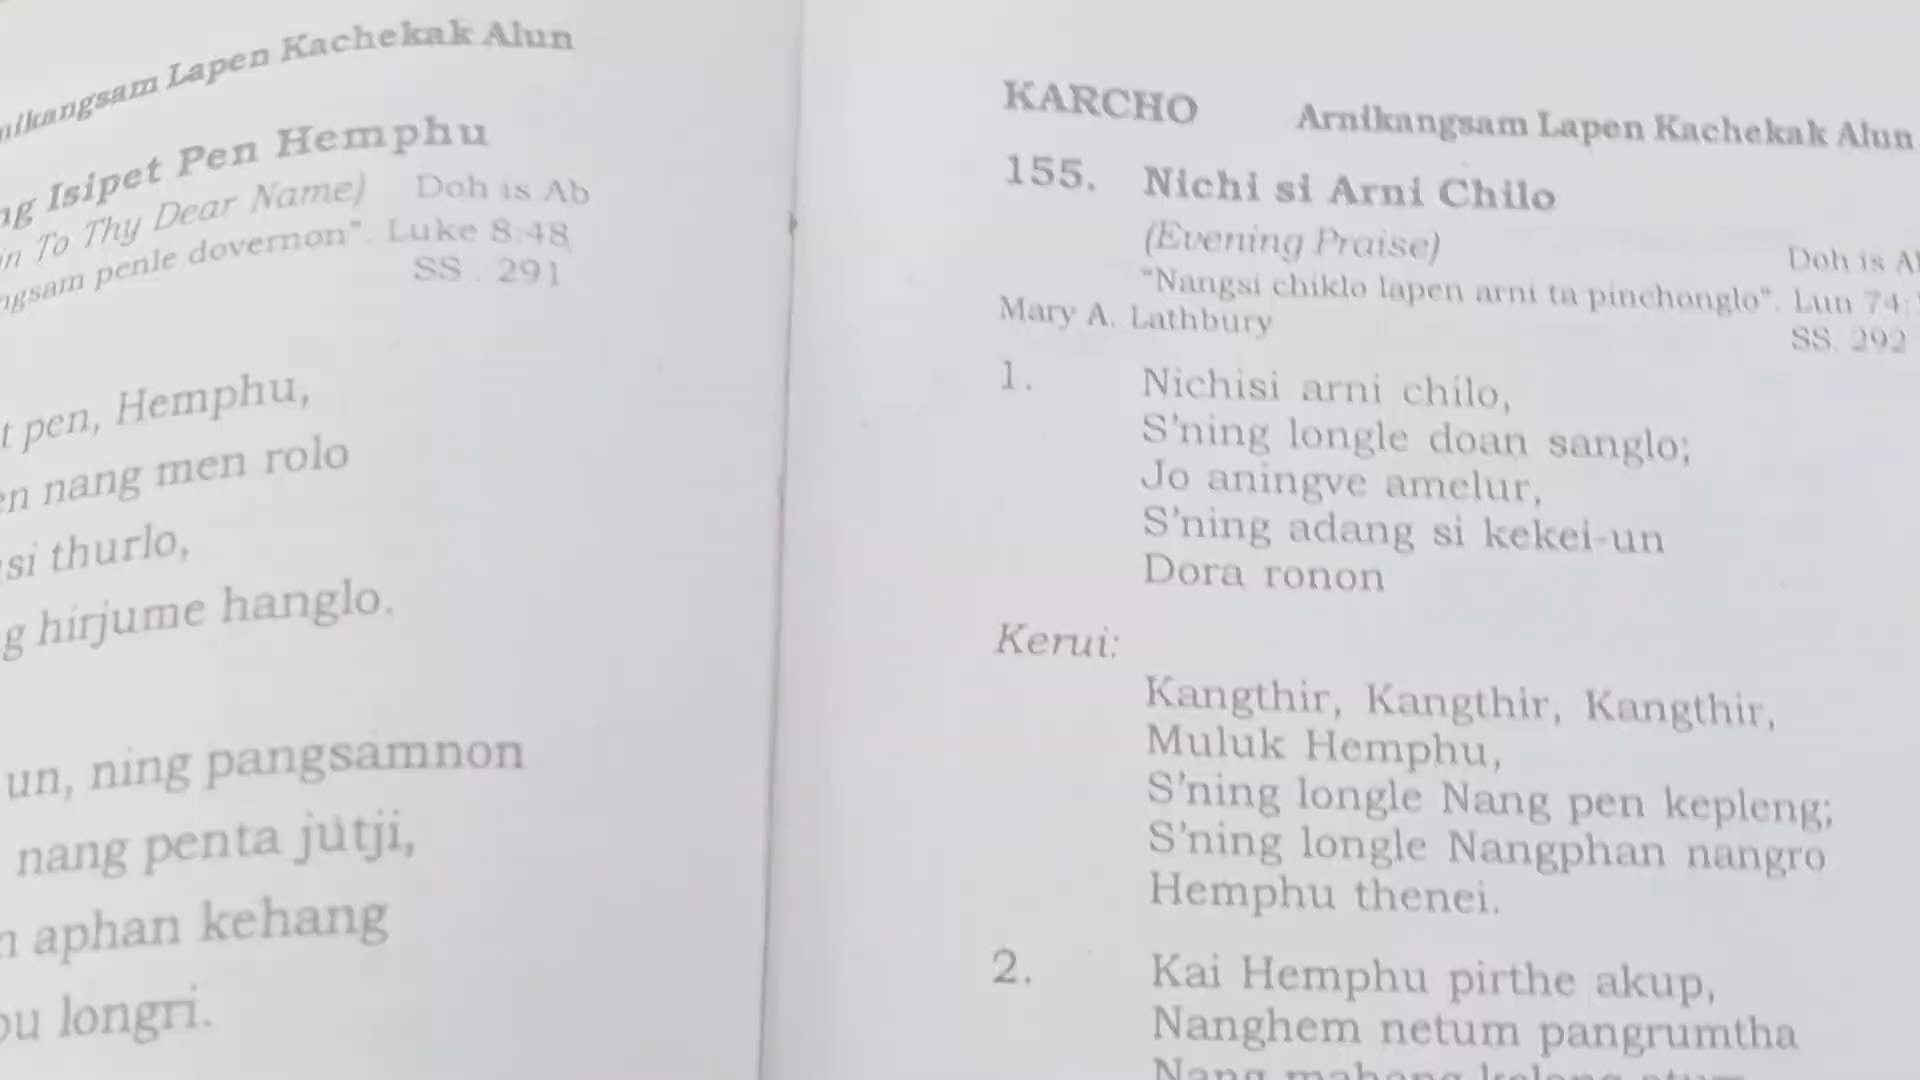 Lapen Kachekak Alun
Isipet Pen Hemphu
To Thy Dear Name) Doh is Ab
penle dovernon". Luke 8:48
SS . 291
pen, Hemphu,
nang men rolo
si thurlo,
hirjume hanglo.
un, ning pangsamnon
nang penta jutji,
aphan kehang
longri.
KARCHO Arnikangsam Lapen Kachekak Alun
155. Nichi si Arni Chilo
(Evening Praise)
Doh is
"Nangsi chiklo lapen arni ta pinchonglo". Lun 74:
Mary A. Lathbury
SS. 292
1. Nichisi arni chilo,
S'ning longle doan sanglo;
Jo aningve amelur,
S'ning adang si kekei-un
Dora ronon
Kerui:
Kangthir, Kangthir, Kangthir,
Muluk Hemphu,
S'ning longle Nang pen kepleng;
S'ning longle Nangphan nangro
Hemphu thenei.
2. Kai Hemphu pirthe akup,
Nanghem netum pangrumtha